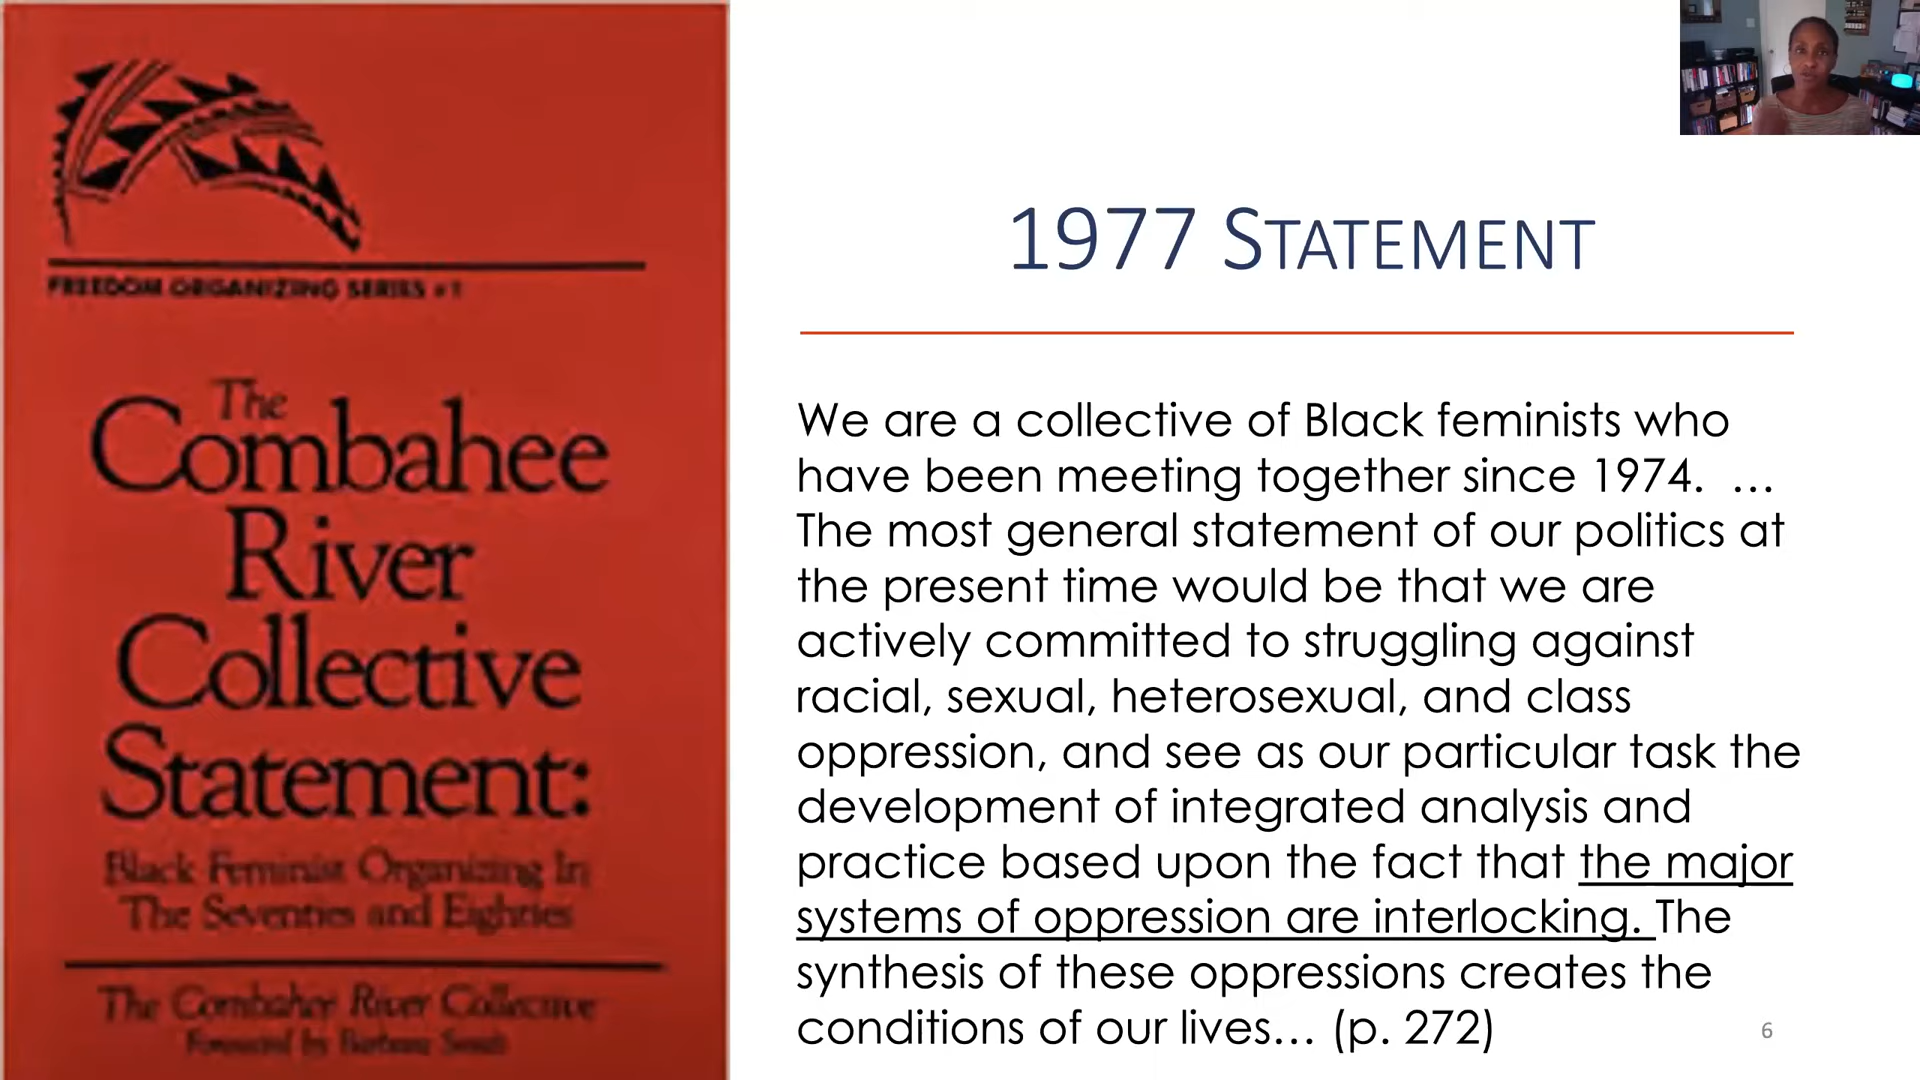 FREEDOM ORGANIZING SERIES #1
The
Combahee
River
Collective
Statement:
Black Feminist Organizing In
The Seventies and Eighties
The Combahee River Collective
Foreword by Barbara Smith
1977 STATEMENT
We are a collective of Black feminists who
have been meeting together since 1974.  …
The most general statement of our politics at
the present time would be that we are
actively committed to struggling against
racial, sexual, heterosexual, and class
oppression, and see as our particular task the
development of integrated analysis and
practice based upon the fact that the major
systems of oppression are interlocking. The
synthesis of these oppressions creates the
conditions of our lives… (p. 272)
6